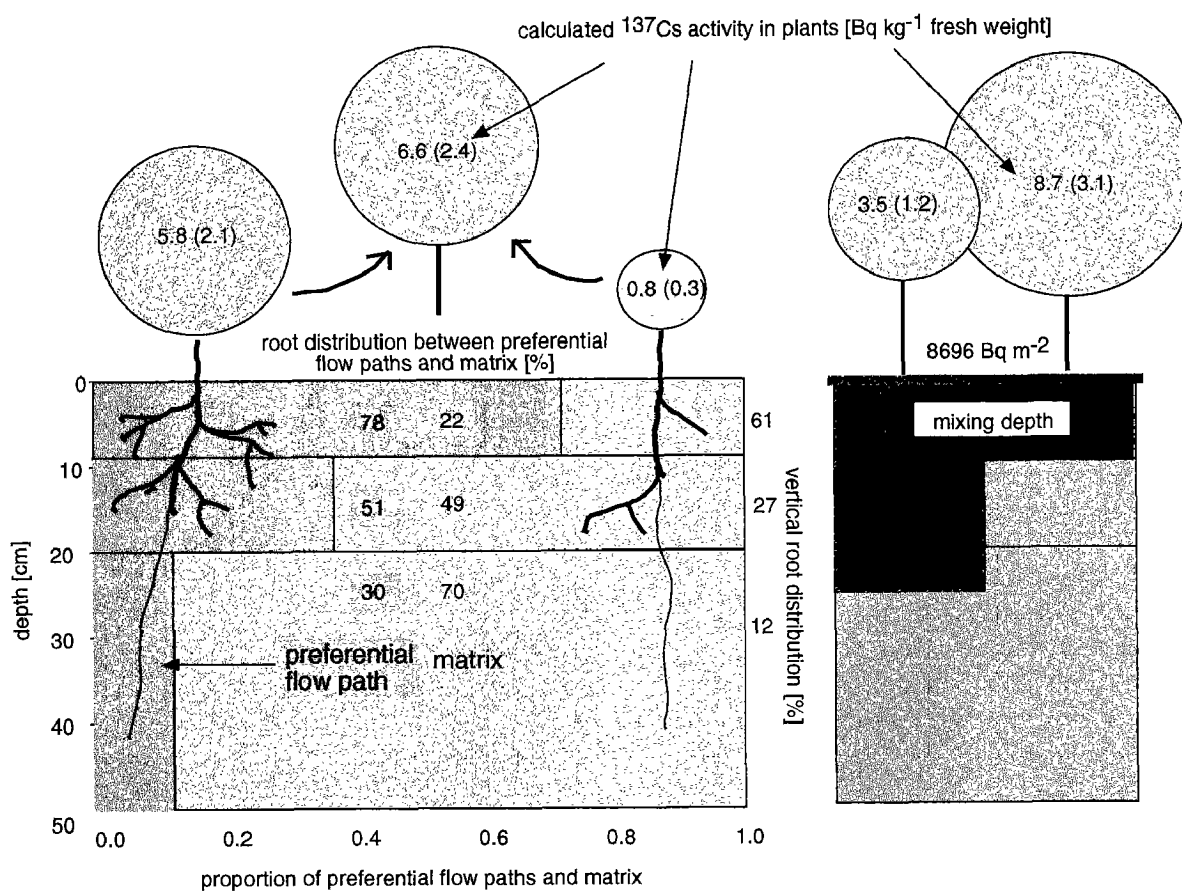 calculated 137Cs activity in plants [Bq kg-1 fresh weight]
6.6 (2.4)
5.8 (2.1)
0.8 (0.3)
3.5 (1.2)
8.7 (3.1)
root distribution between preferential
flow paths and matrix [%]
8696 Bq m-2
0
10
20
30
40
50
depth [cm]
78 22
51 49
30 70
preferential
flow path
matrix
61
27
12
vertical root distribution [%]
mixing depth
0.0 0.2 0.4 0.6 0.8 1.0
proportion of preferential flow paths and matrix